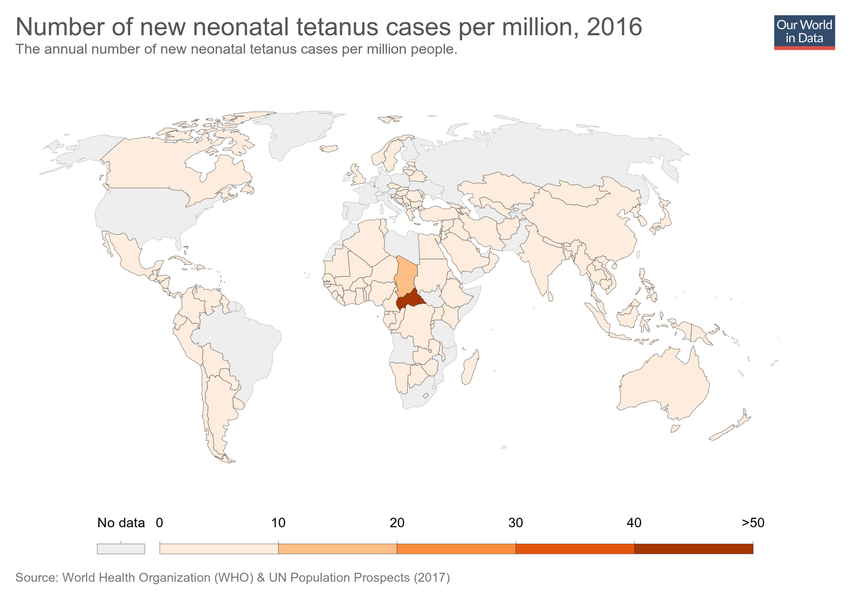 Number of new neonatal tetanus cases per million, 2016
The annual number of new neonatal tetanus cases per million people.
Our World
in Data
No data 0 10 20 30 40 >50
Source: World Health Organization (WHO) & UN Population Prospects (2017)